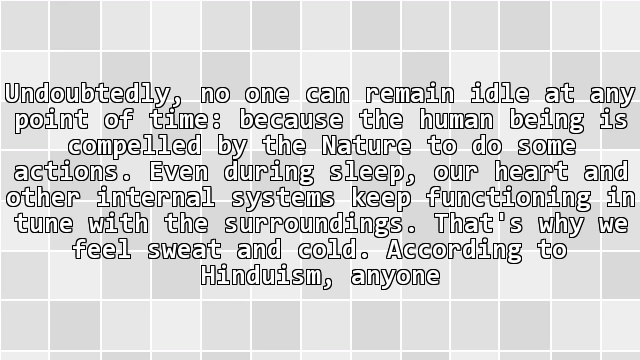 Undoubtedly, no one can remain idle at any
point of time: because the human being is
compelled by the Nature to do some
actions. Even during sleep, our heart and
other internal systems keep functioning in
tune with the surroundings. That's why we
feel sweat and cold. According to
Hinduism, anyone